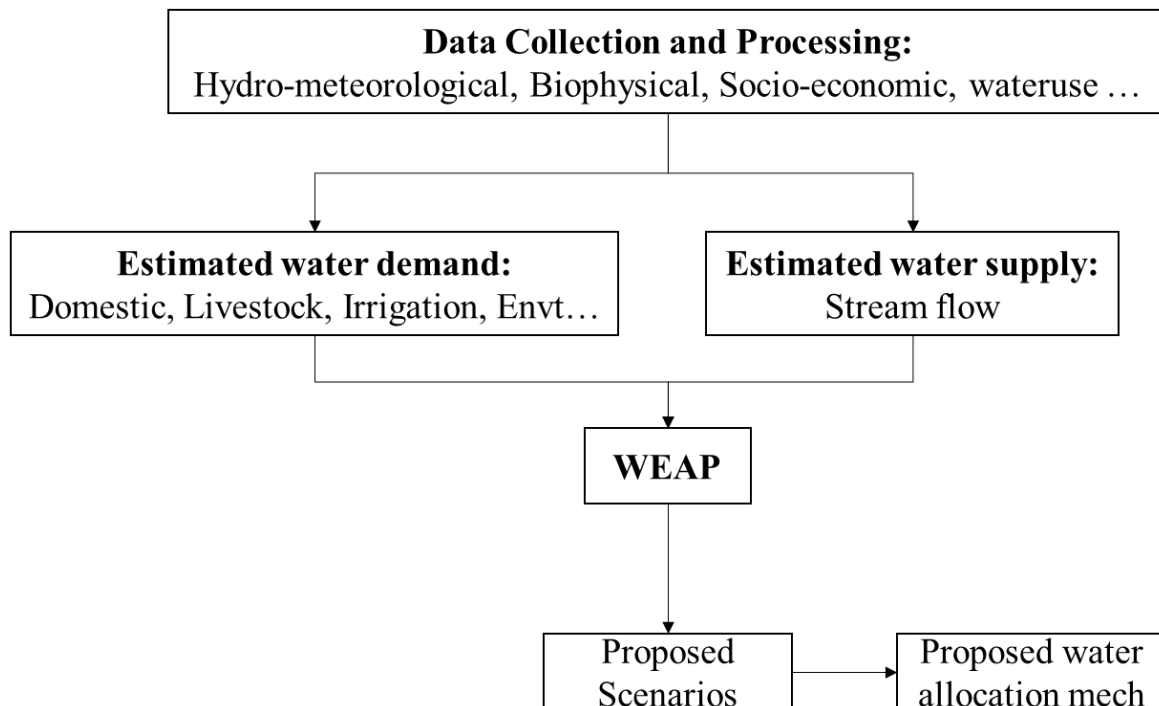 Data Collection and Processing:
Hydro-meteorological, Biophysical, Socio-economic, wateruse …
Estimated water demand:
Domestic, Livestock, Irrigation, Envt…
Estimated water supply:
Stream flow
WEAP
Proposed
Scenarios
Proposed water
allocation mech